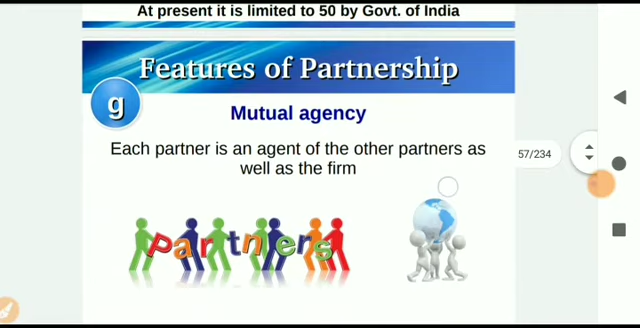 At present it is limited to 50 by Govt. of India
Features of Partnership
g
Mutual agency
Each partner is an agent of the other partners as
well as the firm
57/234
Partners